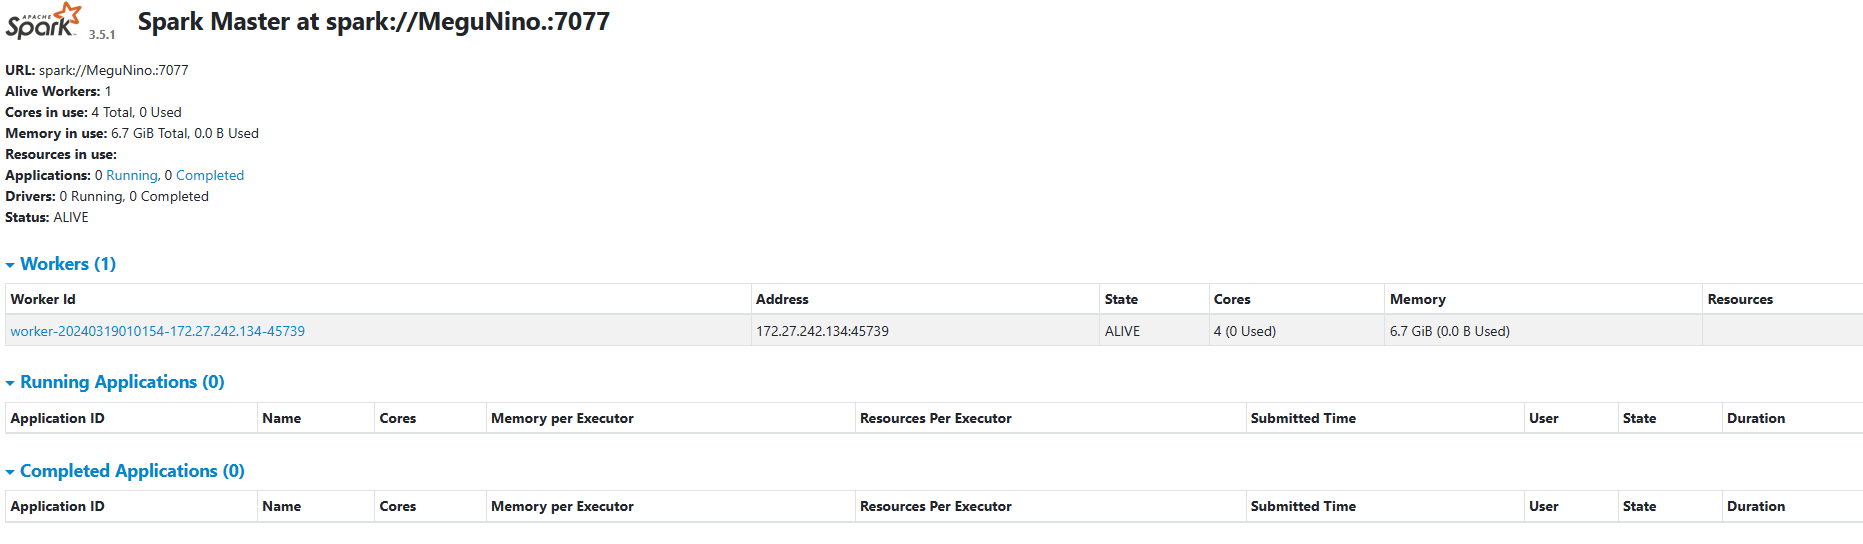 APACHE
Spark 3.5.1 Spark Master at spark://MeguNino.:7077
URL: spark://MeguNino.:7077
Alive Workers: 1
Cores in use: 4 Total, 0 Used
Memory in use: 6.7 GiB Total, 0.0 B Used
Resources in use:
Applications: 0 Running, 0 Completed
Drivers: 0 Running, 0 Completed
Status: ALIVE
Workers (1)
Worker Id Address State Cores Memory Resources
worker-20240319010154-172.27.242.134-45739 172.27.242.134:45739 ALIVE 4 (0 Used) 6.7 GiB (0.0 B Used)
Running Applications (0)
Application ID Name Cores Memory per Executor Resources Per Executor Submitted Time User State Duration
Completed Applications (0)
Application ID Name Cores Memory per Executor Resources Per Executor Submitted Time User State Duration